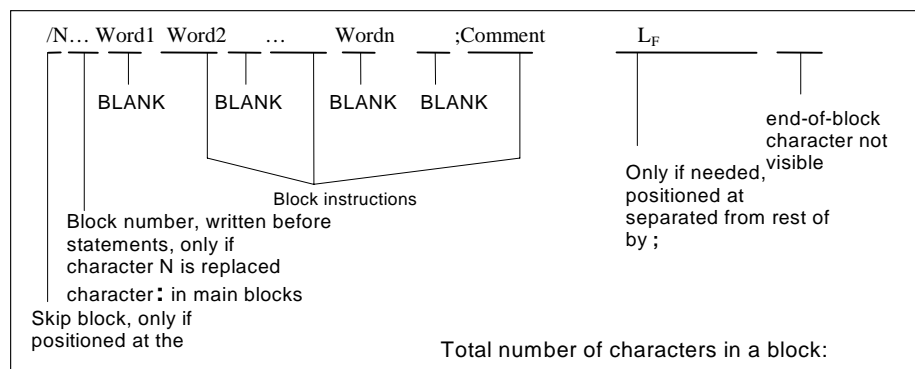 /N… Word1 Word2 … Wordn ;Comment L_F
BLANK BLANK BLANK BLANK
end-of-block
character not
visible
Only if needed,
positioned at
separated from rest of
by ;
Block instructions
Block number, written before
statements, only if
character N is replaced
character : in main blocks
Skip block, only if
positioned at the
Total number of characters in a block: